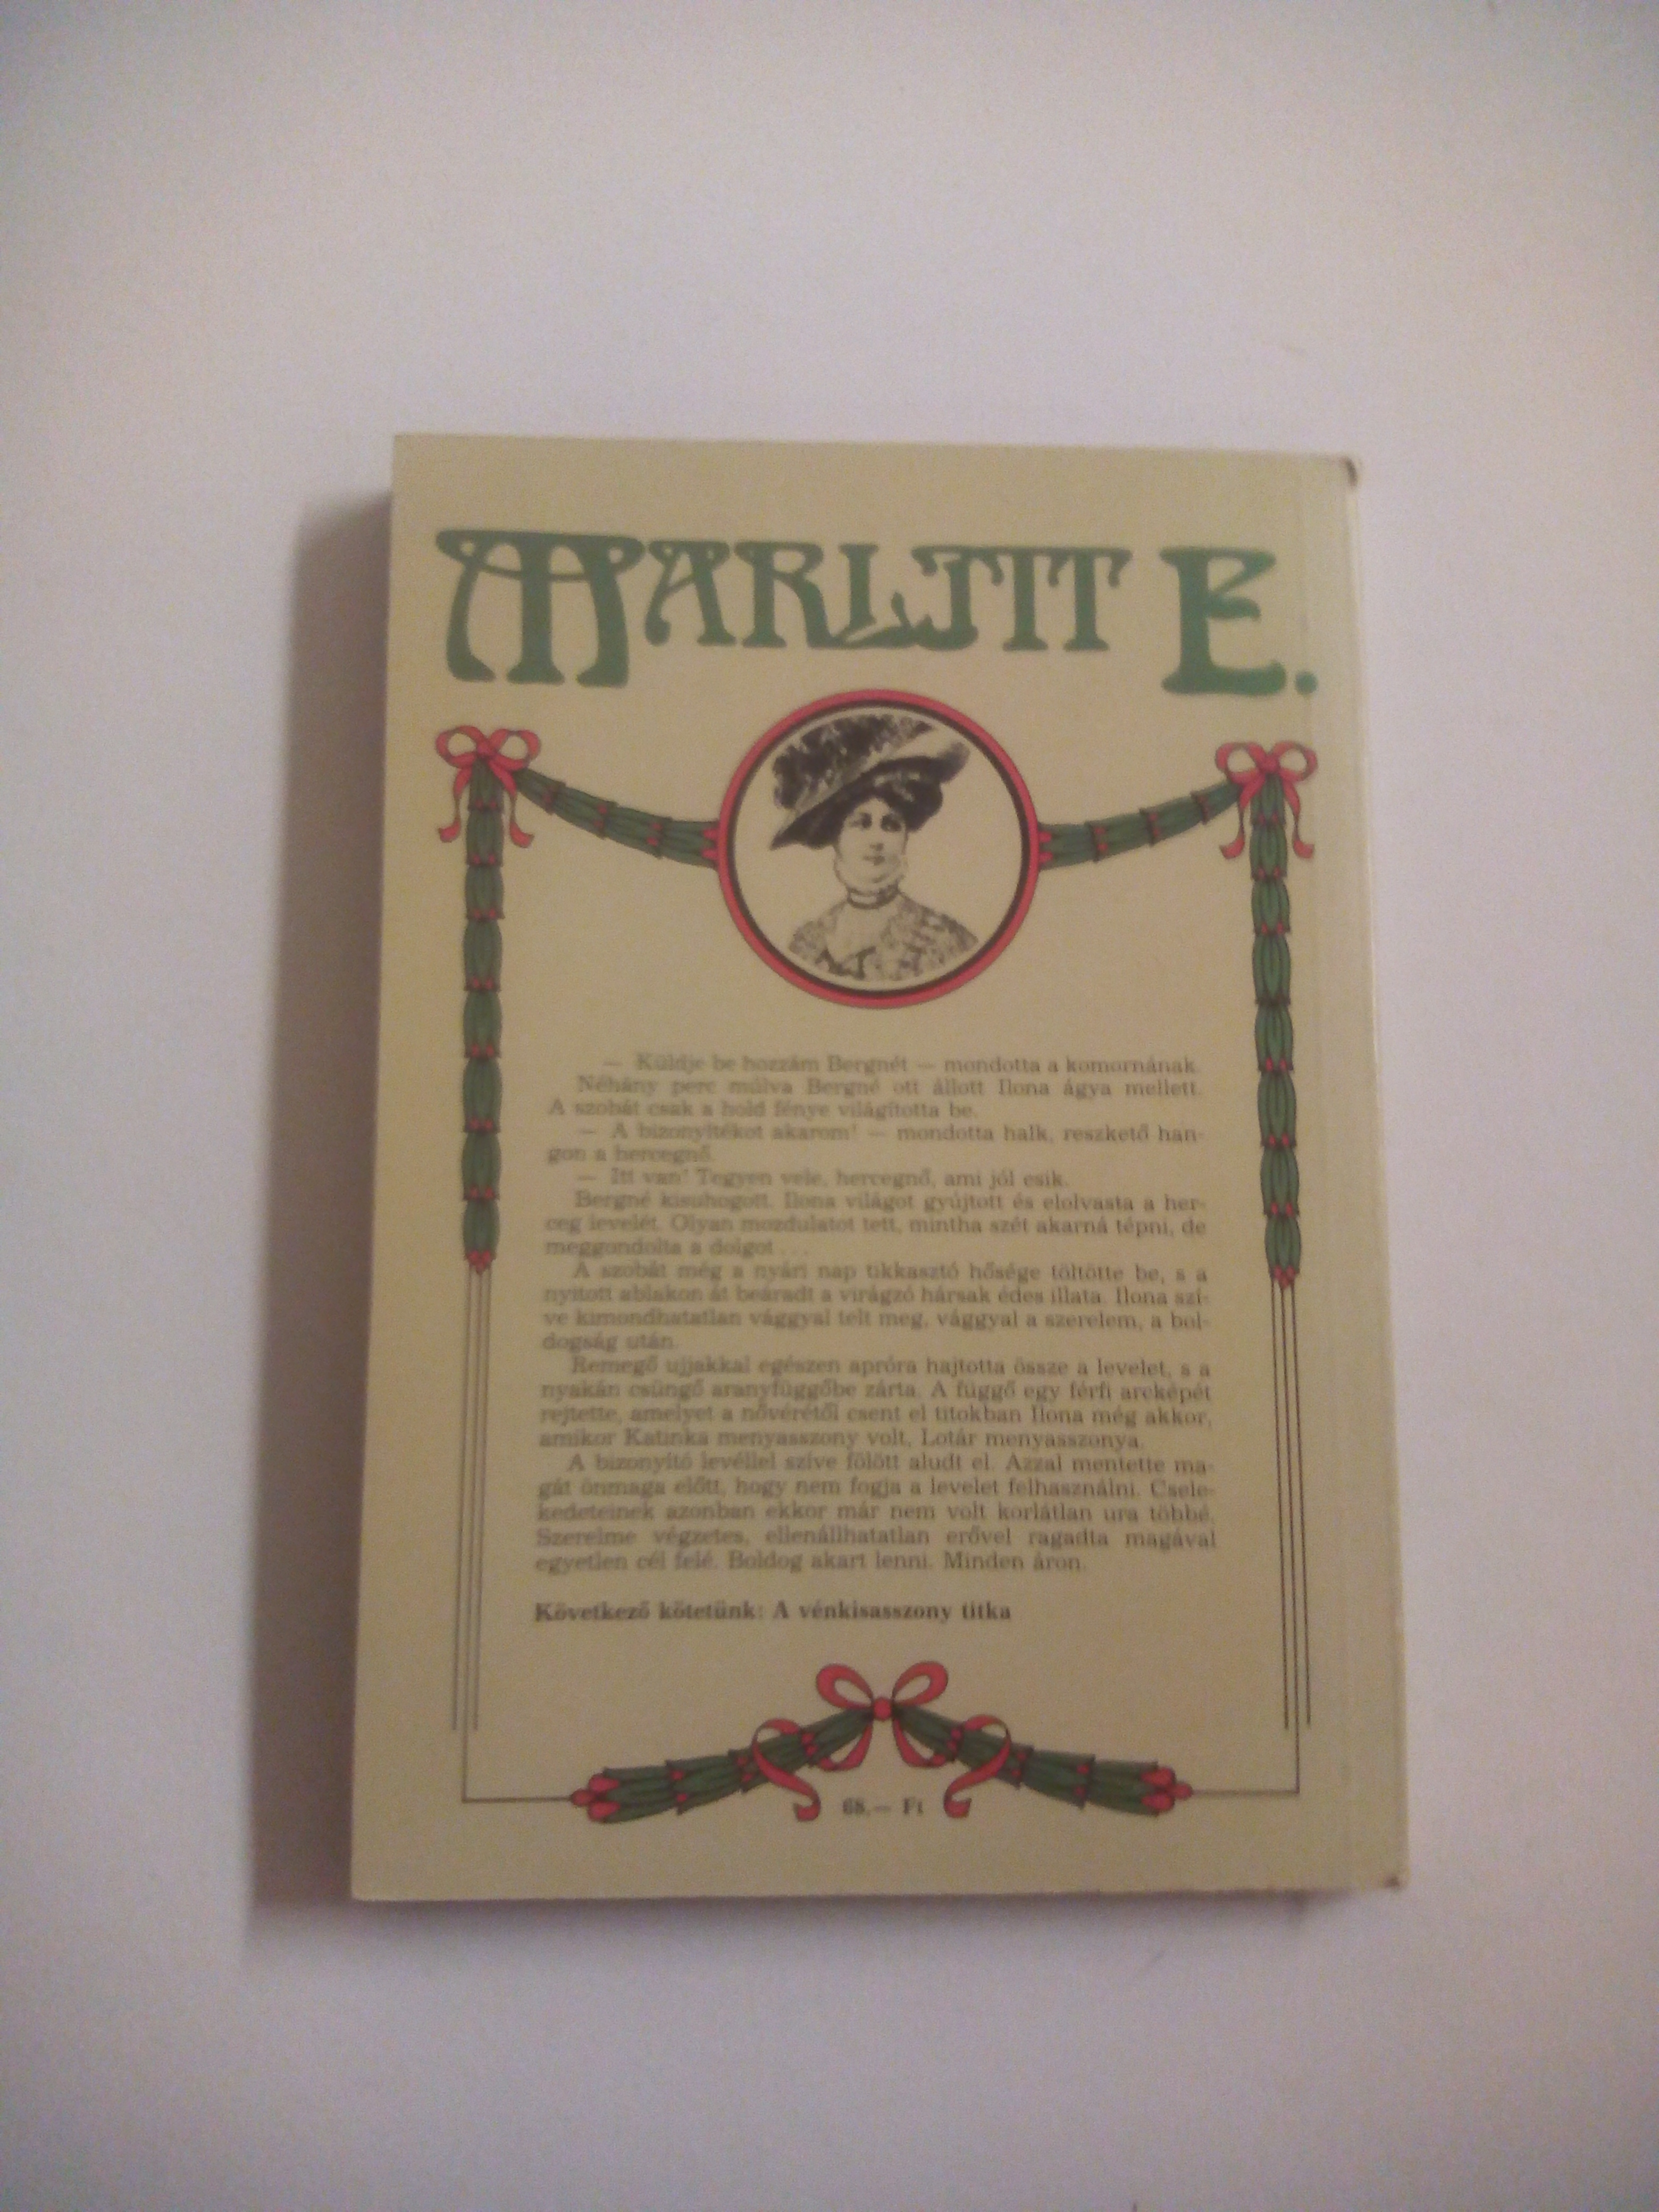 MARLITT E.
— Küldje be hozzám Bergnét — mondotta a komornának.
Néhány perc múlva Bergné ott állott Ilona ágya mellett.
A szobát csak a hold fénye világította be.
— A bizonyítékot akarom! — mondotta halk, reszkető han-
gon a hercegnő.
— Itt van! Tegyen vele, hercegnő, ami jól esik.
Bergné kisuhogott. Ilona világot gyújtott és elolvasta a her-
ceg levelét. Olyan mozdulatot tett, mintha szét akarná tépni, de
meggondolta a dolgot . . .
A szobát még a nyári nap tikkasztó hősége töltötte be, s a
nyitott ablakon át beáradt a virágzó hársak édes illata. Ilona szí-
ve kimondhatatlan vággyal telt meg, vággyal a szerelem, a bol-
dogság után.
Remegő ujjakkal egészen apróra hajtotta össze a levelet, s a
nyakán csüngő aranyfüggőbe zárta. A függő egy férfi arcképét
rejtette, amelyet a nővérétől csent el titokban Ilona még akkor,
amikor Katinka menyasszony volt, Lotár menyasszonya.
A bizonyító levéllel szíve fölött aludt el. Azzal mentette ma-
gát önmaga előtt, hogy nem fogja a levelet felhasználni. Csele-
kedeteinek azonban ekkor már nem volt korlátlan ura többé.
Szerelme végzetes, ellenállhatatlan erővel ragadta magával
egyetlen cél felé. Boldog akart lenni. Minden áron.
Következő kötetünk: A vénkisasszony titka
68,— Ft